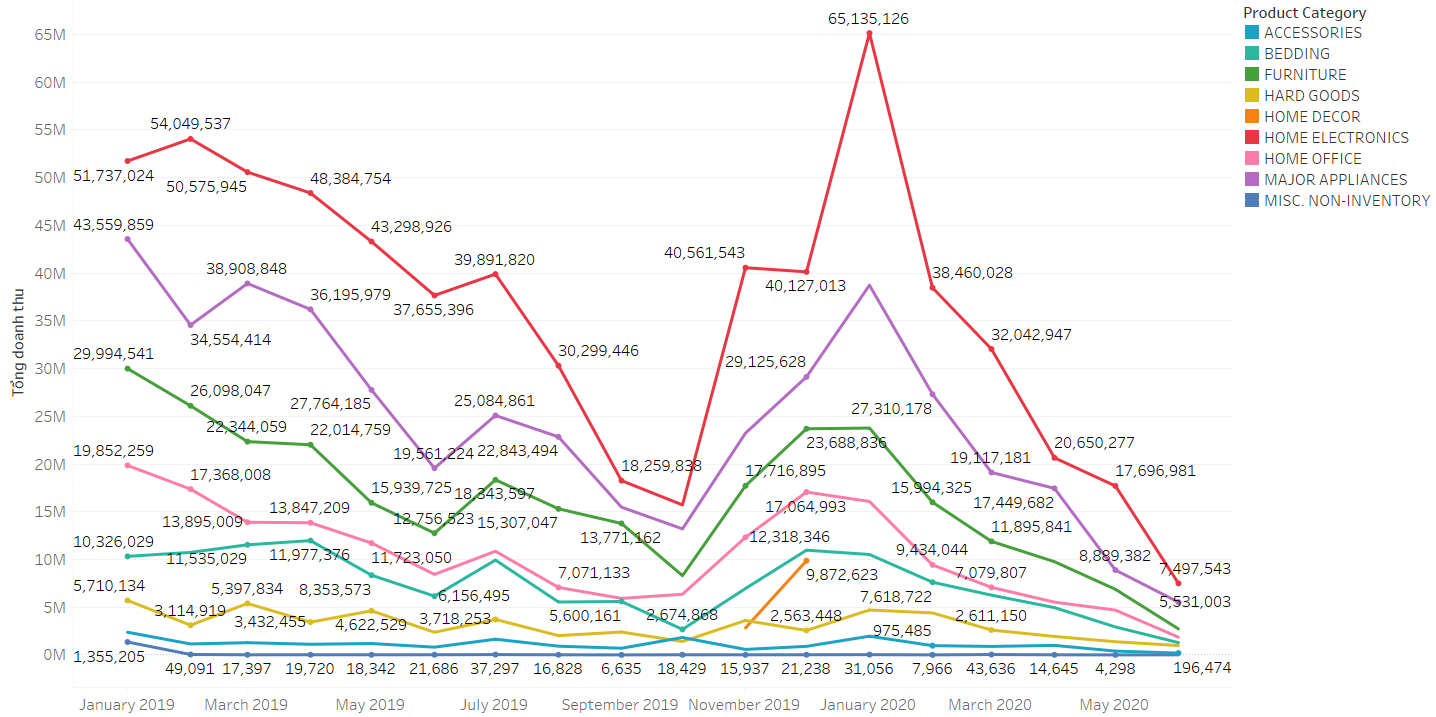 65,135,126
Product Category
ACCESSORIES
BEDDING
FURNITURE
HARD GOODS
HOME DECOR
HOME ELECTRONICS
HOME OFFICE
MAJOR APPLIANCES
MISC. NON-INVENTORY
Tổng doanh thu
65M
60M
55M
50M
45M
40M
35M
30M
25M
20M
15M
10M
5M
0M
54,049,537
51,737,024
50,575,945
48,384,754
43,559,859
43,298,926
39,891,820
40,561,543
38,908,848
38,460,028
36,195,979
37,655,396
40,127,013
34,554,414
32,042,947
29,994,541
30,299,446
29,125,628
26,098,047
27,764,185
25,084,861
27,310,178
22,344,059
22,014,759
23,688,836
20,650,277
19,852,259
19,561,224
22,843,494
18,259,838
19,117,181
17,368,008
17,716,895
17,696,981
15,939,725
18,343,597
15,994,325
17,449,682
13,895,009
13,847,209
12,756,523
15,307,047
17,064,993
11,895,841
13,771,162
12,318,346
10,326,029
11,535,029
11,977,376
11,723,050
9,434,044
8,889,382
7,071,133
9,872,623
7,079,807
7,497,543
5,710,134
5,397,834
8,353,573
6,156,495
7,618,722
5,531,003
3,114,919
3,432,455
4,622,529
3,718,253
5,600,161
2,674,868
2,563,448
975,485
2,611,150
1,355,205
49,091
17,397
19,720
18,342
21,686
37,297
16,828
6,635
18,429
15,937
21,238
31,056
7,966
43,636
14,645
4,298
196,474
January 2019
March 2019
May 2019
July 2019
September 2019
November 2019
January 2020
March 2020
May 2020